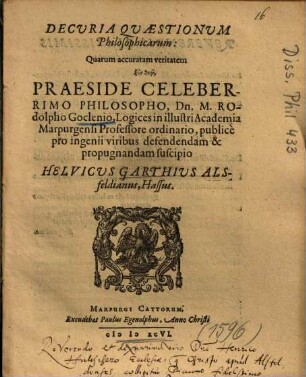 16
Diss. Phil 433
DECURIA QUÆSTIONUM
Philosophicarum:
Quarum accuratam veritatem
PRAESIDE CELEBER-
RIMO PHILOSOPHO, Dn. M. RO-
dolpho Goclenio, Logices in illustri Academia
Marpurgensi Professore ordinario, publicè
pro ingenii viribus defendendam &
propugnandam suscipio
HELVICUS GARTHIUS ALS-
feldianus, Hassus.
MARPURGI CATTORUM,
Excudebat Paulus Egenolphus, Anno Christi
cIɔ Iɔ xcVI.
(1596)